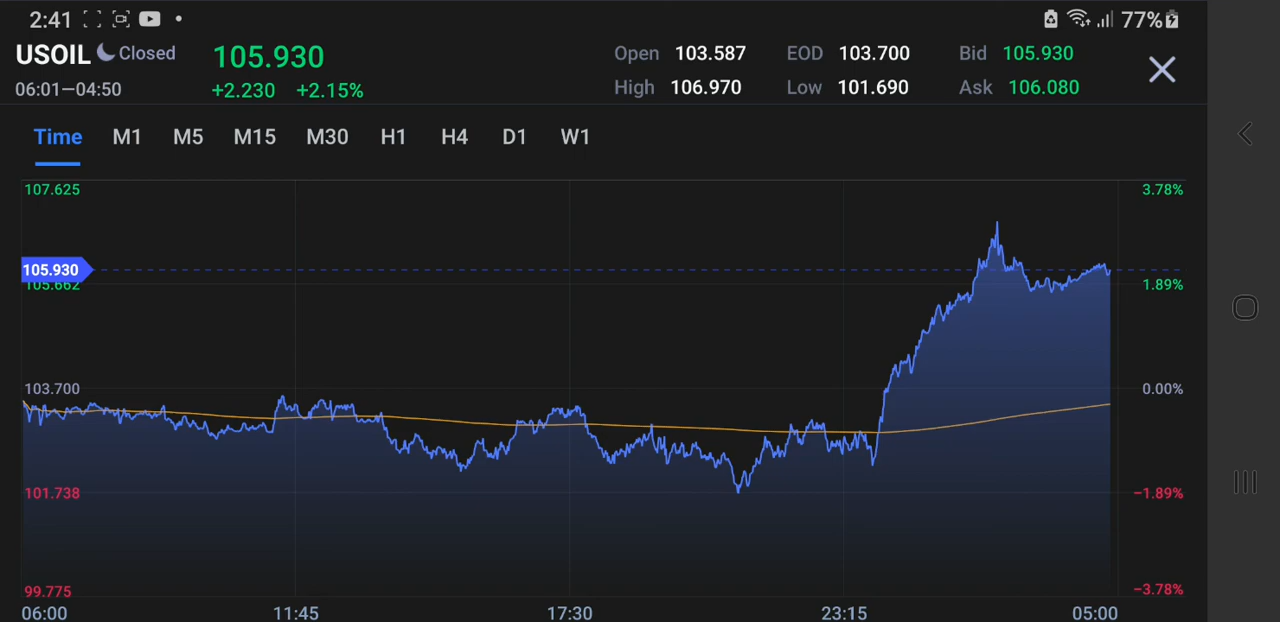 2:41 77%
USOIL Closed 105.930 Open 103.587 EOD 103.700 Bid 105.930
06:01—04:50 +2.230 +2.15% High 106.970 Low 101.690 Ask 106.080
Time M1 M5 M15 M30 H1 H4 D1 W1
107.625 3.78%
105.930
105.662 1.89%
103.700 0.00%
101.738 −1.89%
99.775 −3.78%
06:00 11:45 17:30 23:15 05:00